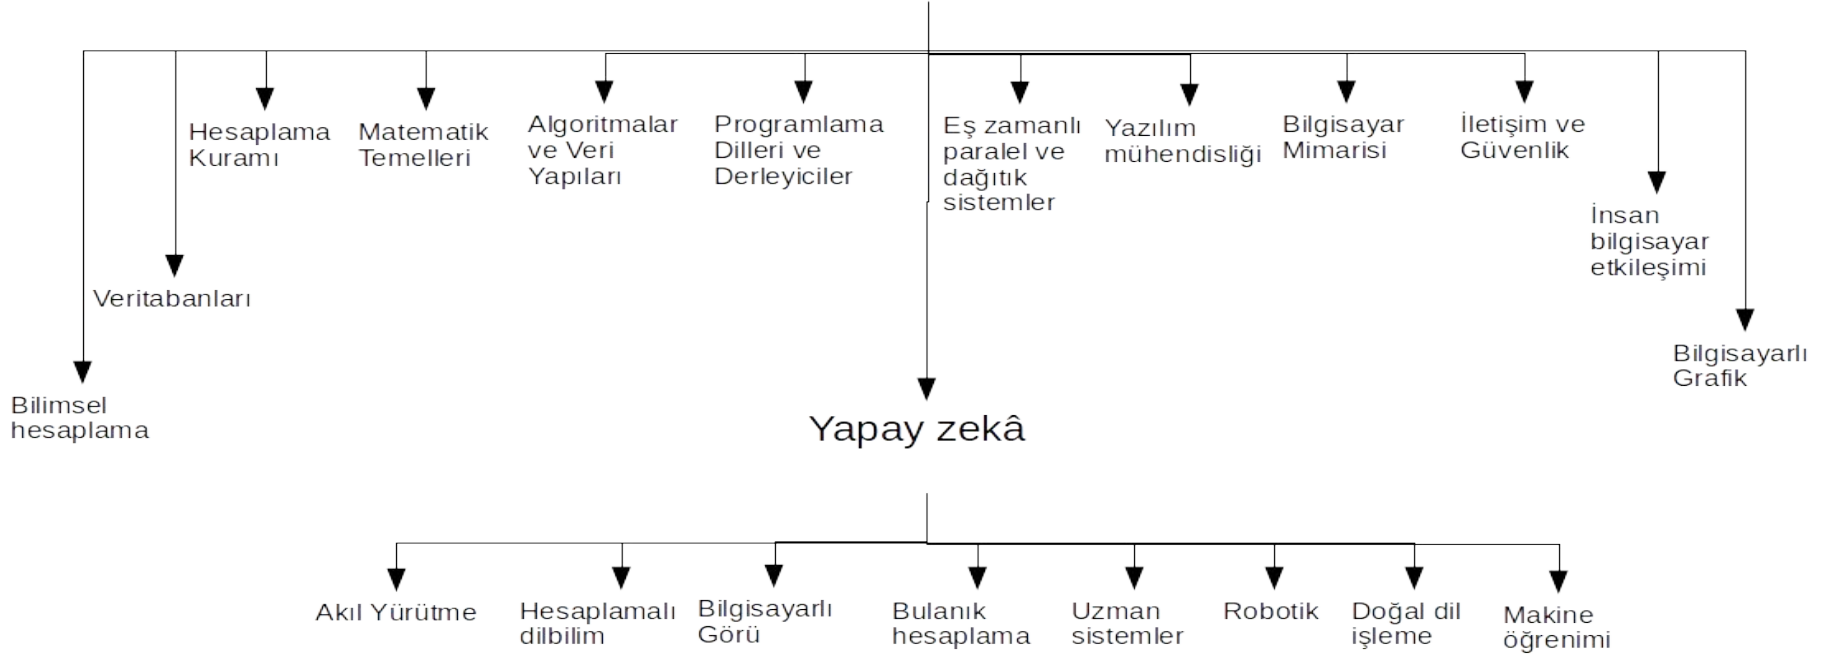 Hesaplama
Kuramı
Matematik
Temelleri
Algoritmalar
ve Veri
Yapıları
Programlama
Dilleri ve
Derleyiciler
Eş zamanlı
paralel ve
dağıtık
sistemler
Yazılım
mühendisliği
Bilgisayar
Mimarisi
İletişim ve
Güvenlik
İnsan
bilgisayar
etkileşimi
Veritabanları
Bilgisayarlı
Grafik
Bilimsel
hesaplama
Yapay zekâ
Akıl Yürütme
Hesaplamalı
dilbilim
Bilgisayarlı
Görü
Bulanık
hesaplama
Uzman
sistemler
Robotik
Doğal dil
işleme
Makine
öğrenimi